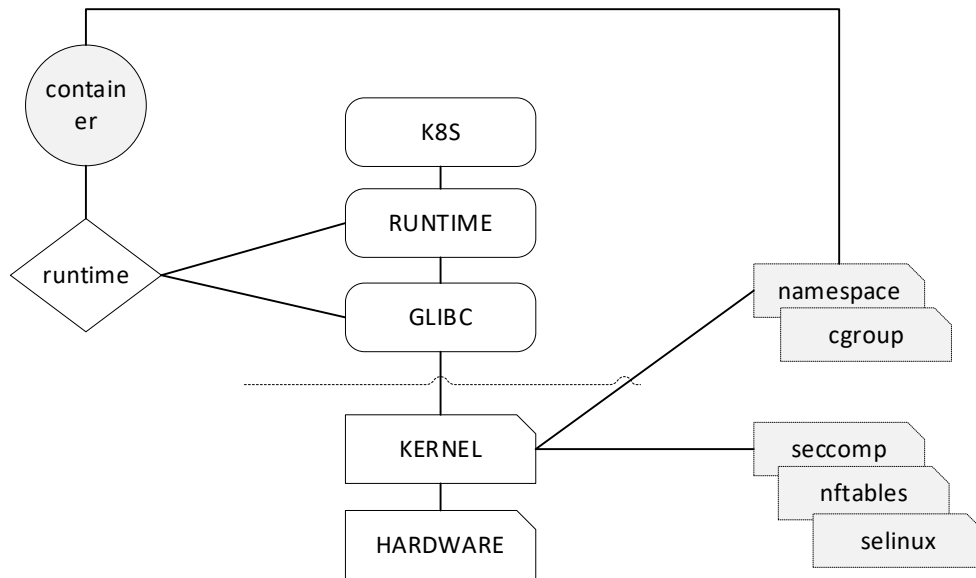 contain
er
K8S
RUNTIME
runtime
namespace
GLIBC
cgroup
KERNEL
seccomp
nftables
HARDWARE
selinux